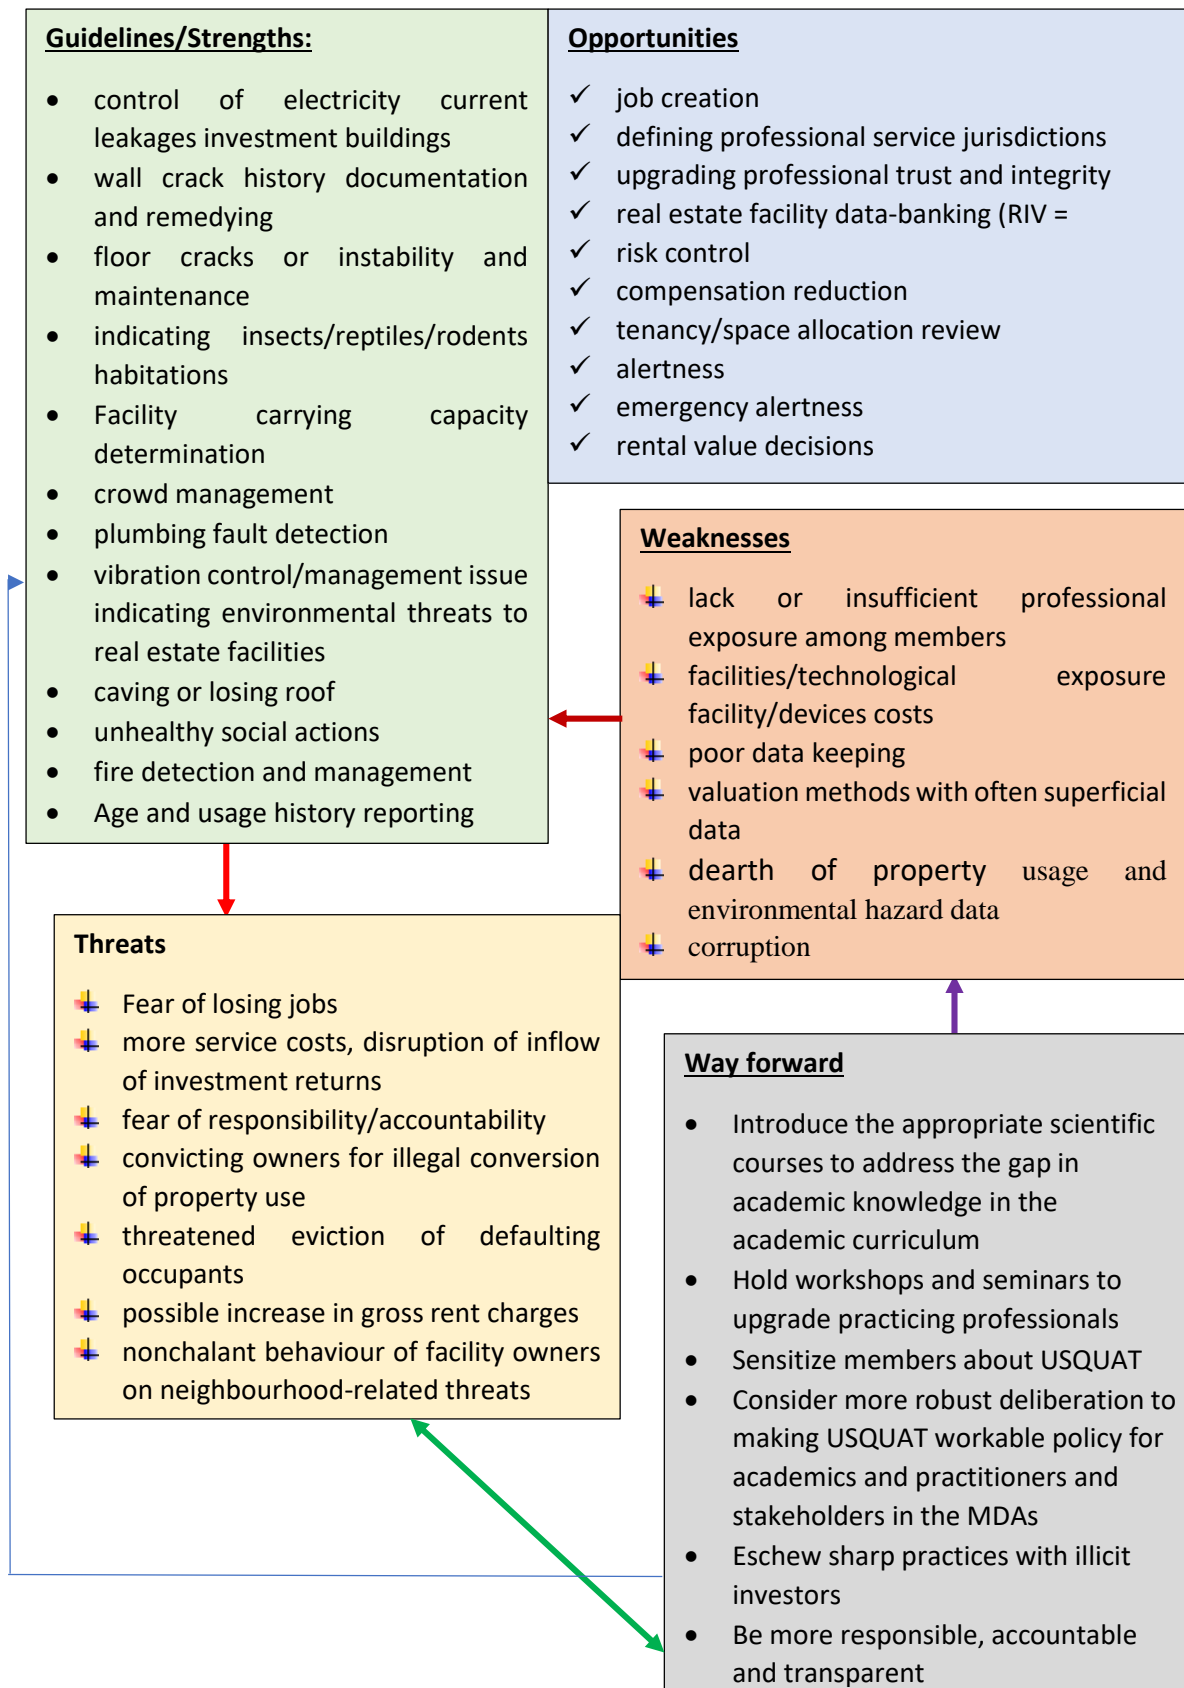 Guidelines/Strengths:
• control of electricity current
leakages investment buildings
• wall crack history documentation
and remedying
• floor cracks or instability and
maintenance
• indicating insects/reptiles/rodents
habitations
• Facility carrying capacity
determination
• crowd management
• plumbing fault detection
• vibration control/management issue
indicating environmental threats to
real estate facilities
• caving or losing roof
• unhealthy social actions
• fire detection and management
• Age and usage history reporting
Opportunities
✓ job creation
✓ defining professional service jurisdictions
✓ upgrading professional trust and integrity
✓ real estate facility data-banking (RIV =
✓ risk control
✓ compensation reduction
✓ tenancy/space allocation review
✓ alertness
✓ emergency alertness
✓ rental value decisions
Weaknesses
lack or insufficient professional
exposure among members
facilities/technological exposure
facility/devices costs
poor data keeping
valuation methods with often superficial
data
dearth of property usage and
environmental hazard data
corruption
Threats
Fear of losing jobs
more service costs, disruption of inflow
of investment returns
fear of responsibility/accountability
convicting owners for illegal conversion
of property use
threatened eviction of defaulting
occupants
possible increase in gross rent charges
nonchalant behaviour of facility owners
on neighbourhood-related threats
Way forward
• Introduce the appropriate scientific
courses to address the gap in
academic knowledge in the
academic curriculum
• Hold workshops and seminars to
upgrade practicing professionals
• Sensitize members about USQUAT
• Consider more robust deliberation to
making USQUAT workable policy for
academics and practitioners and
stakeholders in the MDAs
• Eschew sharp practices with illicit
investors
• Be more responsible, accountable
and transparent